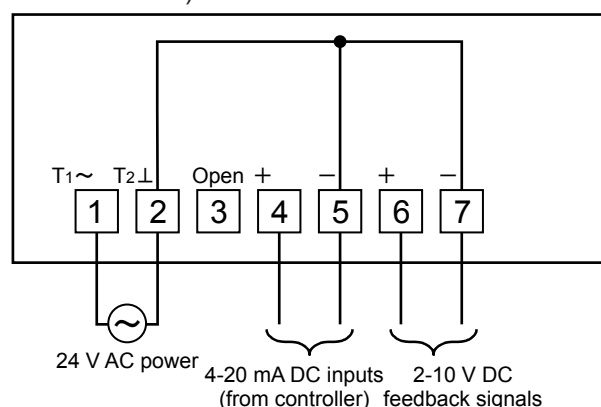 )
T1~ T2⊥ Open + − + −
1 2 3 4 5 6 7
~
24 V AC power
4-20 mA DC inputs
(from controller)
2-10 V DC
feedback signals